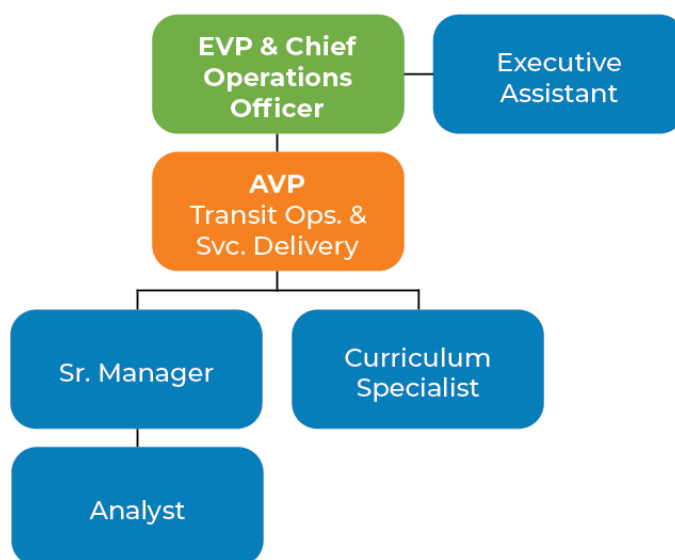 EVP & Chief
Operations
Officer
Executive
Assistant
AVP
Transit Ops. &
Svc. Delivery
Sr. Manager
Curriculum
Specialist
Analyst